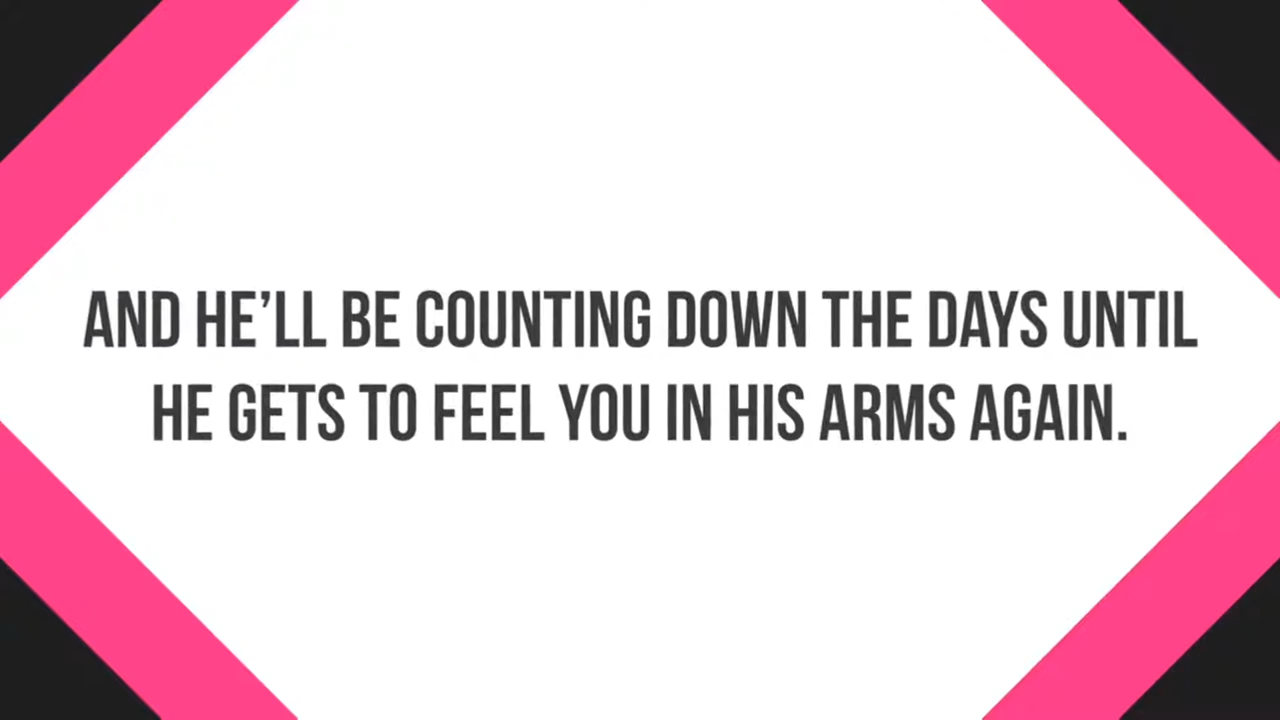 AND HE’LL BE COUNTING DOWN THE DAYS UNTIL
HE GETS TO FEEL YOU IN HIS ARMS AGAIN.